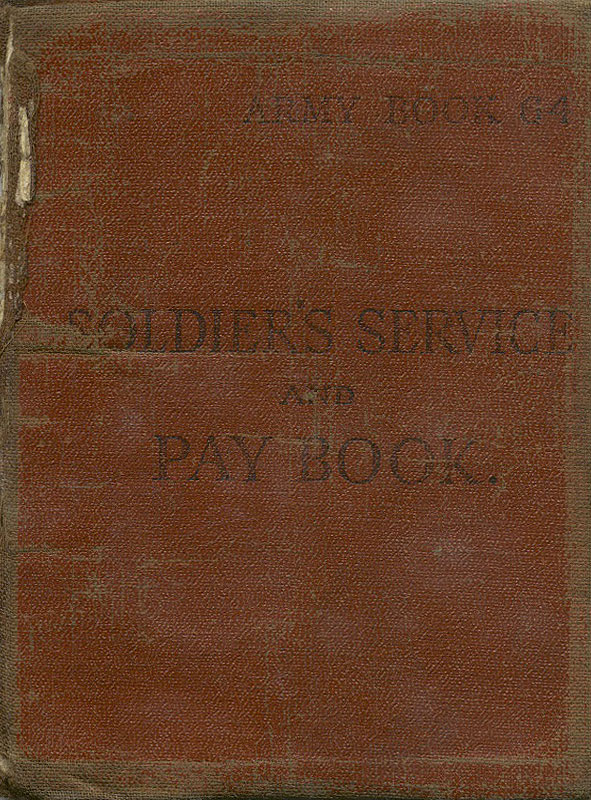 ARMY BOOK 64
SOLDIER'S SERVICE
AND
PAY BOOK.